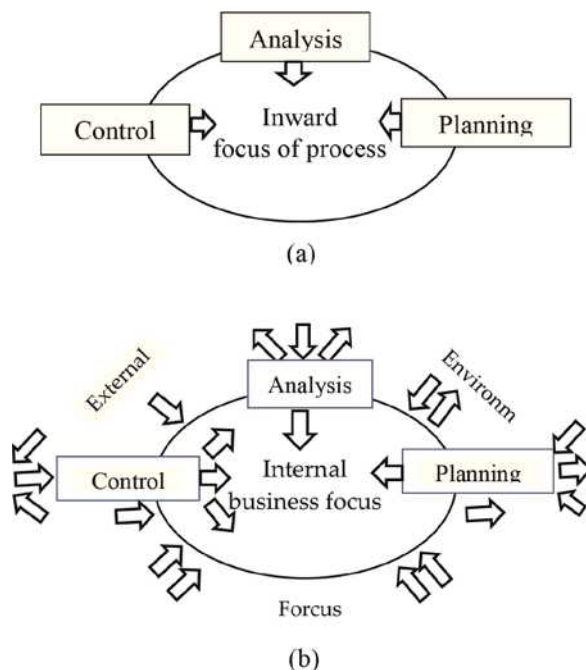 Analysis
Control
Inward
focus of process
Planning
(a)
External
Environm
Analysis
Control
Internal
business focus
Planning
Forcus
(b)